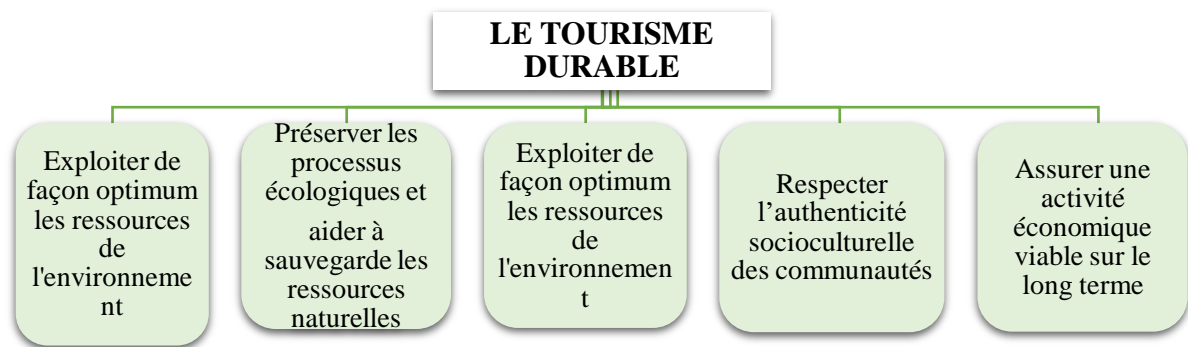 LE TOURISME
DURABLE
Exploiter de
façon optimum
les ressources
de
l'environneme
nt
Préserver les
processus
écologiques et
aider à
sauvegarde les
ressources
naturelles
Exploiter de
façon optimum
les ressources
de
l'environnemen
t
Respecter
l’authenticité
socioculturelle
des communautés
Assurer une
activité
économique
viable sur le
long terme